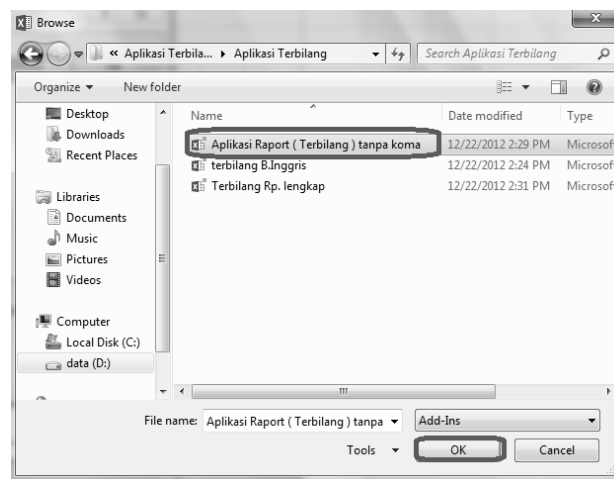 Browse
« Aplikasi Terbila... ▸ Aplikasi Terbilang
Search Aplikasi Terbilang
Organize
New folder
Desktop
Downloads
Recent Places
Libraries
Documents
Music
Pictures
Videos
Computer
Local Disk (C:)
data (D:)
Name Date modified Type
Aplikasi Raport ( Terbilang ) tanpa koma 12/22/2012 2:29 PM Microsof
terbilang B.Inggris 12/22/2012 2:24 PM Microsof
Terbilang Rp. lengkap 12/22/2012 2:31 PM Microsof
File name: Aplikasi Raport ( Terbilang ) tanpa Add-Ins
Tools OK Cancel